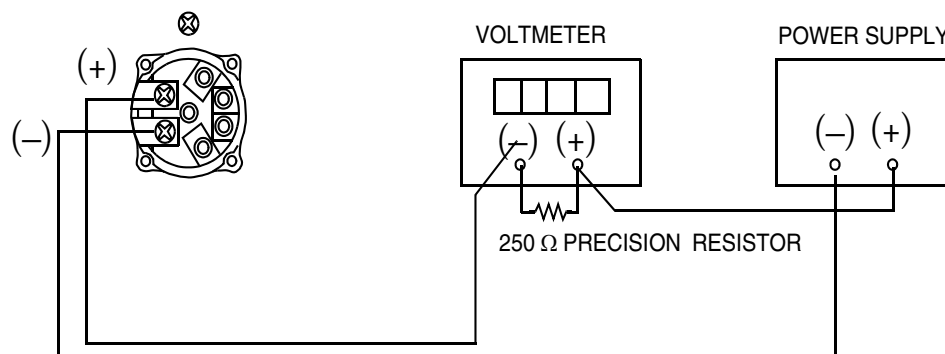 VOLTMETER
POWER SUPPLY
(+)
(–)
(–) (+)
(–) (+)
250 Ω PRECISION RESISTOR